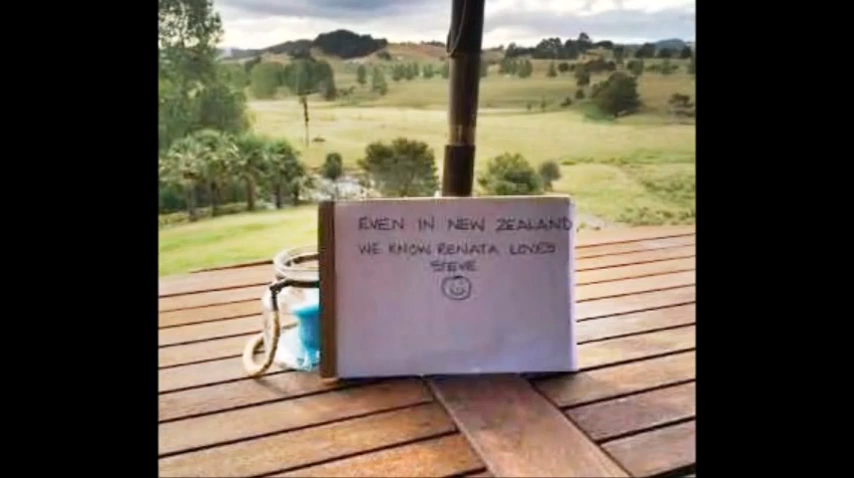 EVEN IN NEW ZEALAND
WE KNOW RENATA LOVES
STEVE